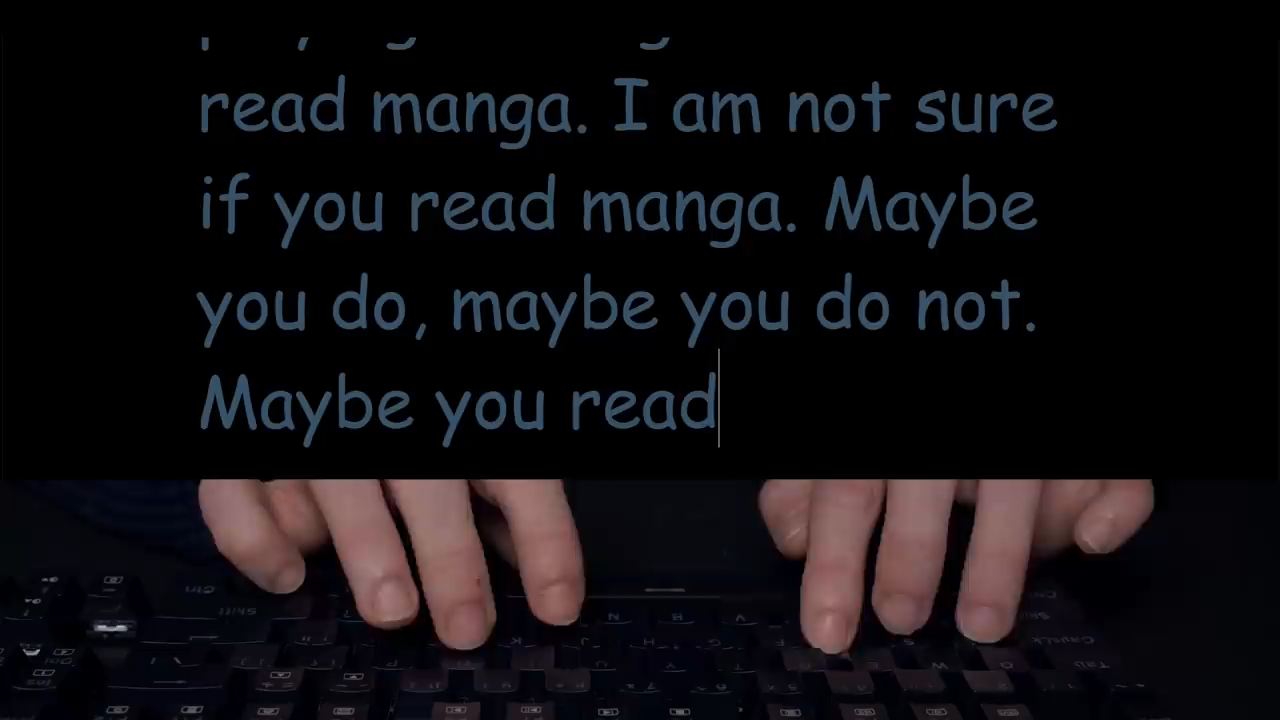 read manga. I am not sure
if you read manga. Maybe
you do, maybe you do not.
Maybe you read